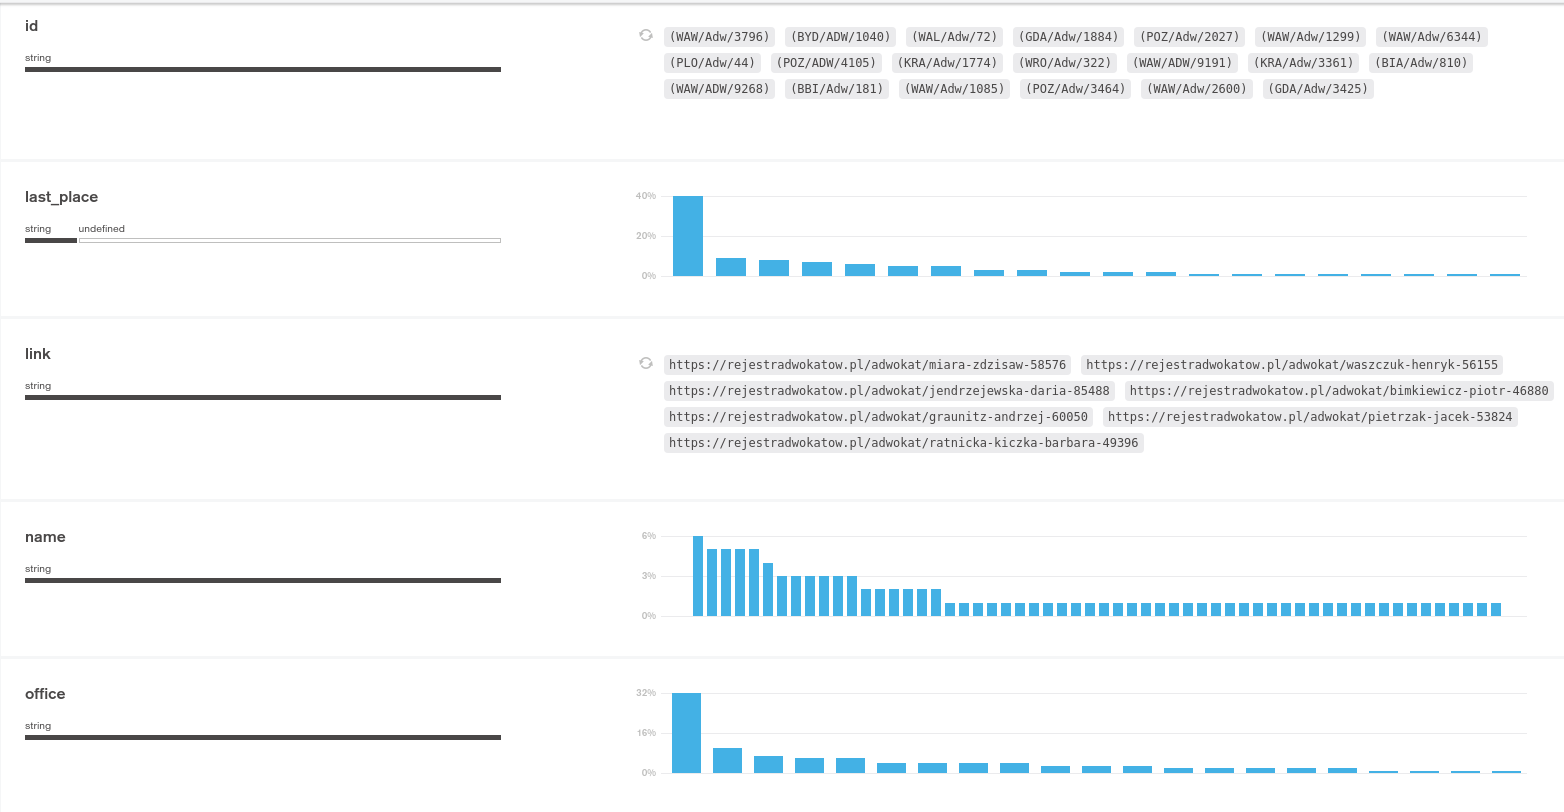 id
string
(WAW/Adw/3796) (BYD/ADW/1040) (WAL/Adw/72) (GDA/Adw/1884) (POZ/Adw/2027) (WAW/Adw/1299) (WAW/Adw/6344)
(PLO/Adw/44) (POZ/ADW/4105) (KRA/Adw/1774) (WRO/Adw/322) (WAW/ADW/9191) (KRA/Adw/3361) (BIA/Adw/810)
(WAW/ADW/9268) (BBI/Adw/181) (WAW/Adw/1085) (POZ/Adw/3464) (WAW/Adw/2600) (GDA/Adw/3425)
last_place
string undefined
40%
20%
0%
link
string
https://rejestradwokatow.pl/adwokat/miara-zdzisaw-58576 https://rejestradwokatow.pl/adwokat/waszczuk-henryk-56155
https://rejestradwokatow.pl/adwokat/jendrzejewska-daria-85488 https://rejestradwokatow.pl/adwokat/bimkiewicz-piotr-46880
https://rejestradwokatow.pl/adwokat/graunitz-andrzej-60050 https://rejestradwokatow.pl/adwokat/pietrzak-jacek-53824
https://rejestradwokatow.pl/adwokat/ratnicka-kiczka-barbara-49396
name
string
6%
3%
0%
office
string
32%
16%
0%